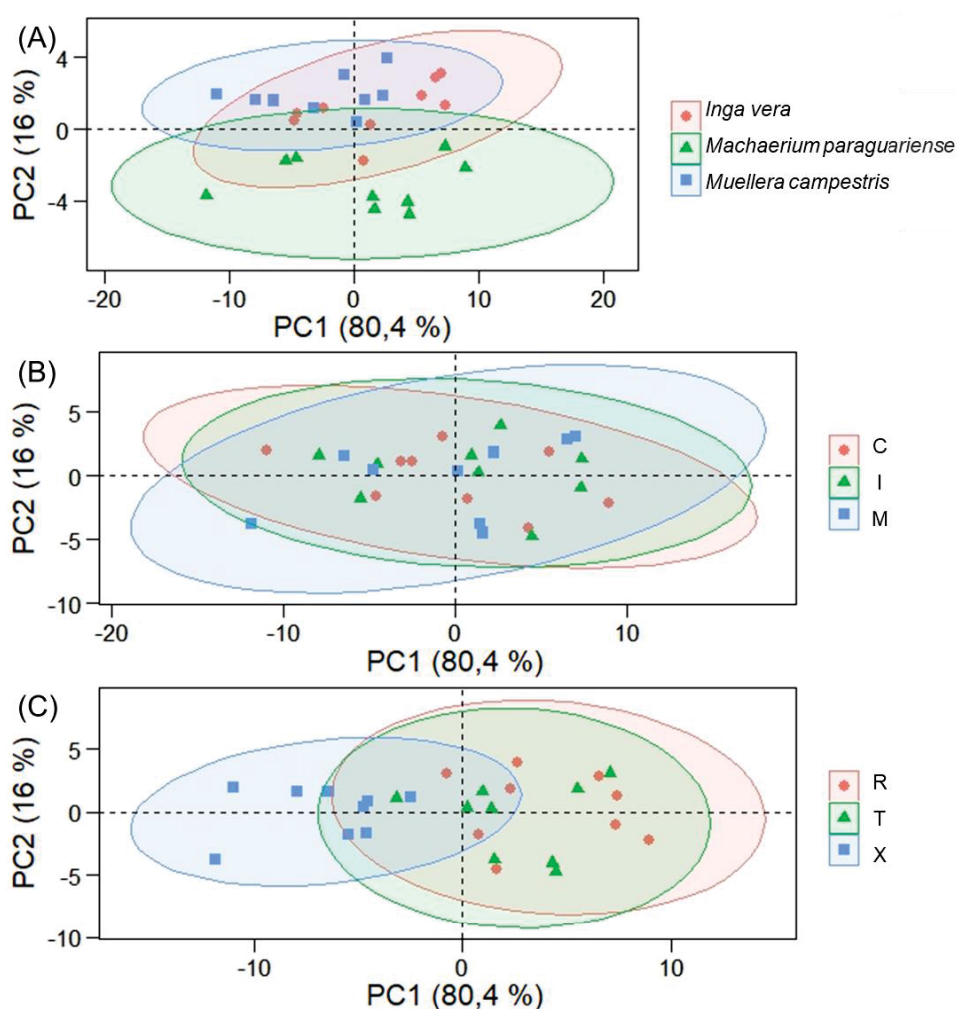 (A)
4
0
-4
PC2 (16 %)
-20 -10 0 10 20
PC1 (80,4 %)
Inga vera
Machaerium paraguariense
Muellera campestris
(B)
5
0
-5
-10
PC2 (16 %)
-20 -10 0 10
PC1 (80,4 %)
C
I
M
(C)
5
0
-5
-10
PC2 (16 %)
-10 0 10
PC1 (80,4 %)
R
T
X